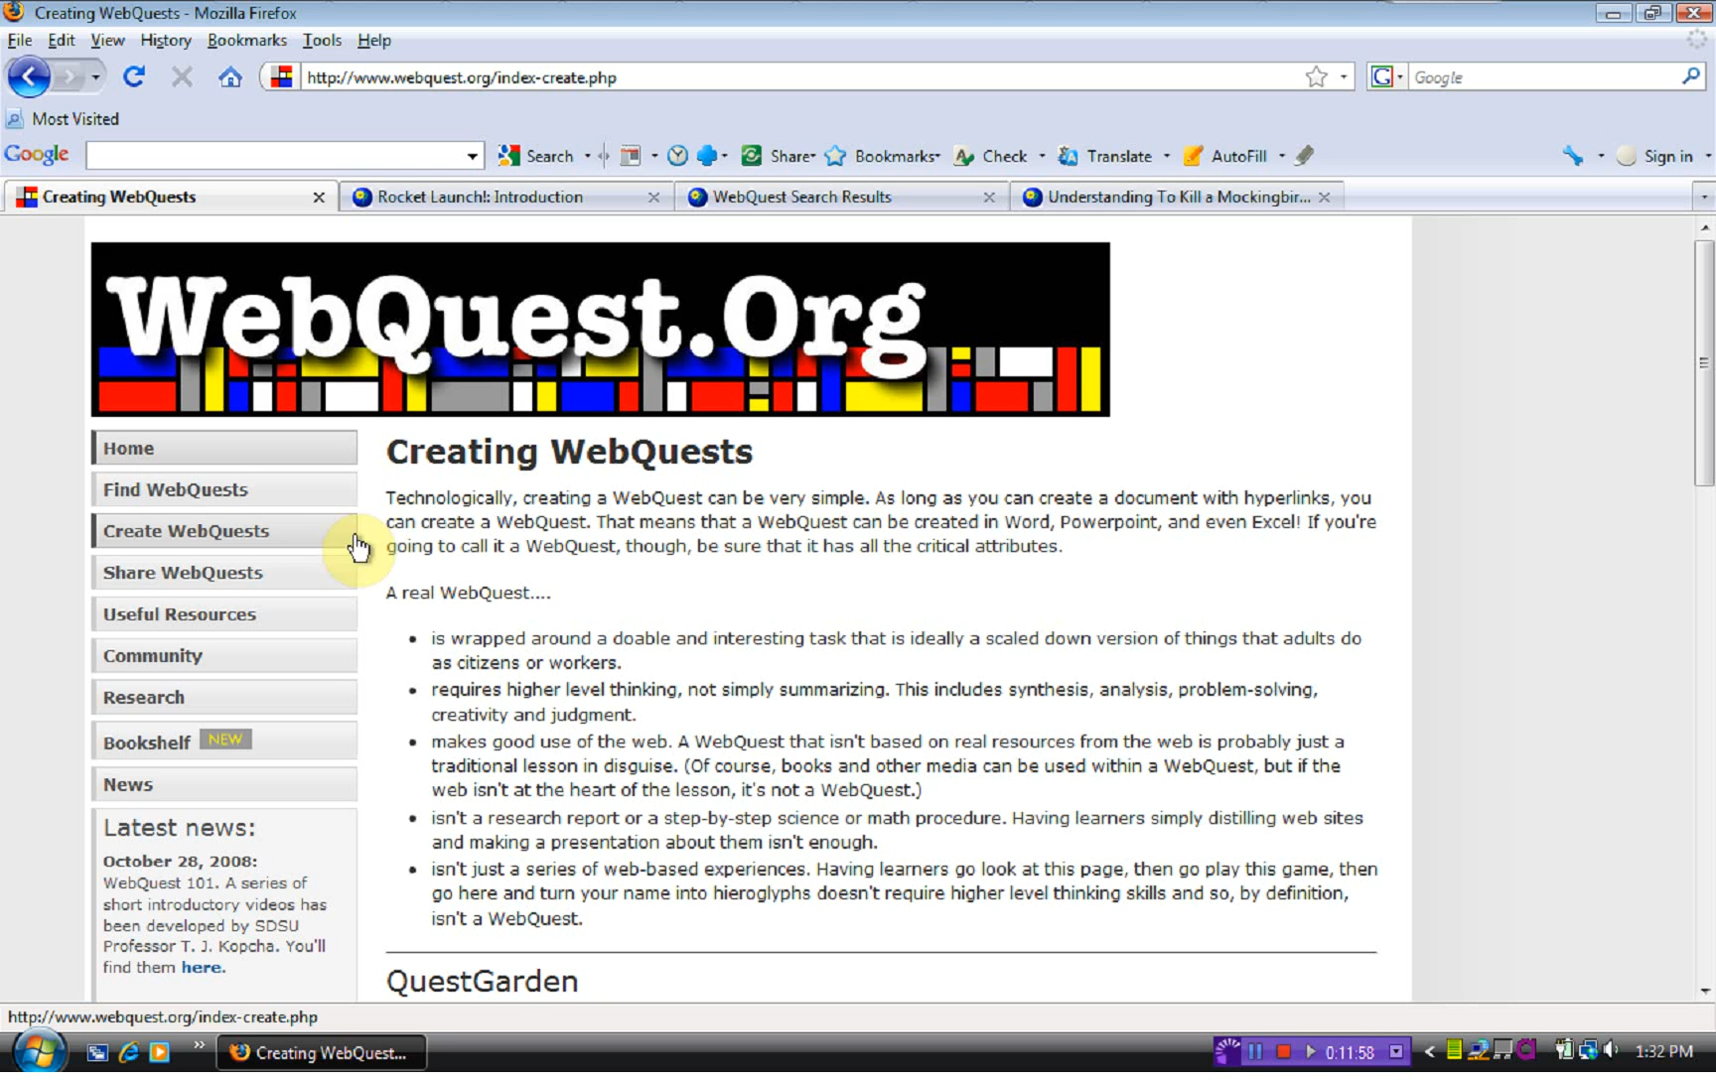 Creating WebQuests - Mozilla Firefox
File Edit View History Bookmarks Tools Help
http://www.webquest.org/index-create.php
Google
Most Visited
Google Search Share Bookmarks Check Translate AutoFill Sign in
Creating WebQuests
Rocket Launch!: Introduction
WebQuest Search Results
Understanding To Kill a Mockingbir...
WebQuest.Org
Home
Find WebQuests
Create WebQuests
Share WebQuests
Useful Resources
Community
Research
Bookshelf NEW
News
Latest news:
October 28, 2008:
WebQuest 101. A series of
short introductory videos has
been developed by SDSU
Professor T. J. Kopcha. You'll
find them here.
Creating WebQuests
Technologically, creating a WebQuest can be very simple. As long as you can create a document with hyperlinks, you
can create a WebQuest. That means that a WebQuest can be created in Word, Powerpoint, and even Excel! If you're
going to call it a WebQuest, though, be sure that it has all the critical attributes.
A real WebQuest....
• is wrapped around a doable and interesting task that is ideally a scaled down version of things that adults do
as citizens or workers.
• requires higher level thinking, not simply summarizing. This includes synthesis, analysis, problem-solving,
creativity and judgment.
• makes good use of the web. A WebQuest that isn't based on real resources from the web is probably just a
traditional lesson in disguise. (Of course, books and other media can be used within a WebQuest, but if the
web isn't at the heart of the lesson, it's not a WebQuest.)
• isn't a research report or a step-by-step science or math procedure. Having learners simply distilling web sites
and making a presentation about them isn't enough.
• isn't just a series of web-based experiences. Having learners go look at this page, then go play this game, then
go here and turn your name into hieroglyphs doesn't require higher level thinking skills and so, by definition,
isn't a WebQuest.
QuestGarden
http://www.webquest.org/index-create.php
Creating WebQuest...
0:11:58
1:32 PM